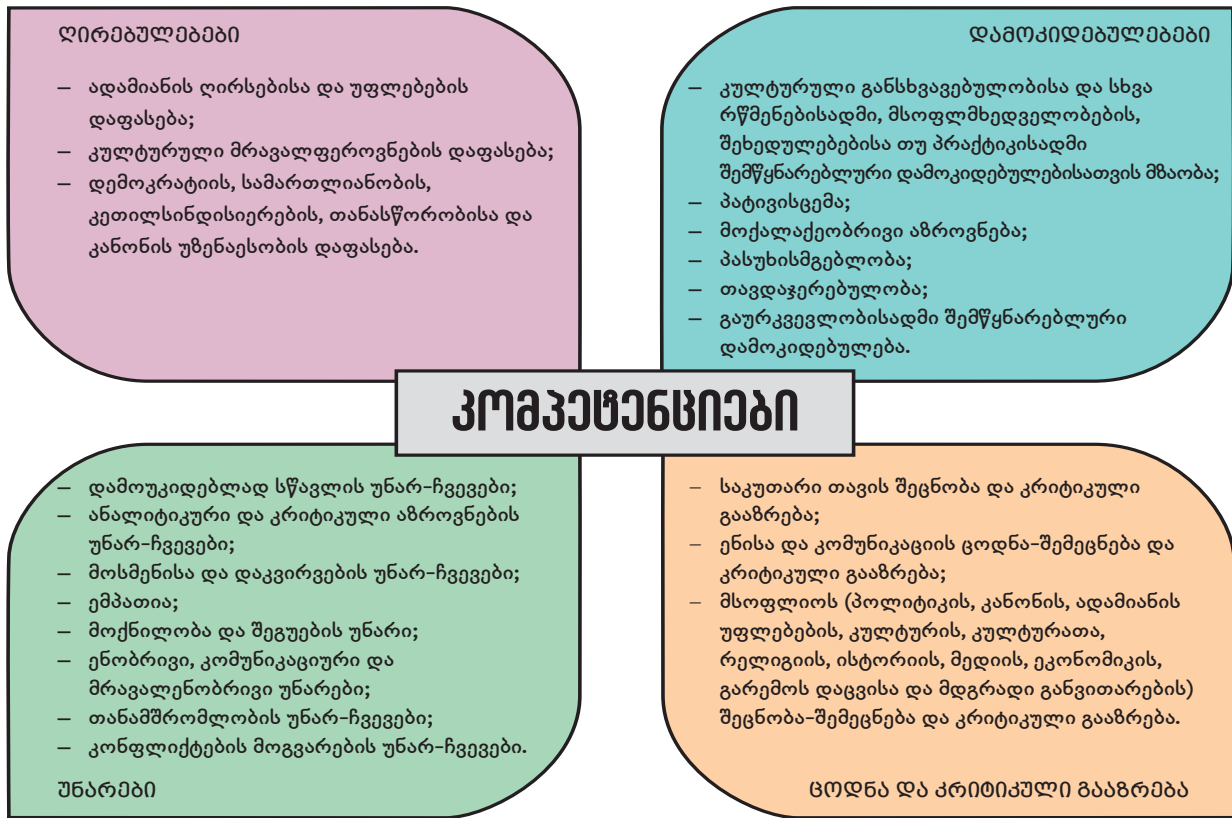 ღირებულებები
– ადამიანის ღირსებისა და უფლებების
დაფასება;
– კულტურული მრავალფეროვნების დაფასება;
– დემოკრატიის, სამართლიანობის,
კეთილსინდისიერების, თანასწორობისა და
კანონის უზენაესობის დაფასება.
დამოკიდებულებები
– კულტურული განსხვავებულობისა და სხვა
რწმენებისადმი, მსოფლმხედველობების,
შეხედულებებისა თუ პრაქტიკისადმი
შემწყნარებლური დამოკიდებულებისათვის მზაობა;
– პატივისცემა;
– მოქალაქეობრივი აზროვნება;
– პასუხისმგებლობა;
– თავდაჯერებულობა;
– გაურკვევლობისადმი შემწყნარებლური
დამოკიდებულება.
კომპეტენციები
– დამოუკიდებლად სწავლის უნარ-ჩვევები;
– ანალიტიკური და კრიტიკული აზროვნების
უნარ-ჩვევები;
– მოსმენისა და დაკვირვების უნარ-ჩვევები;
– ემპათია;
– მოქნილობა და შეგუების უნარი;
– ენობრივი, კომუნიკაციური და
მრავალენობრივი უნარები;
– თანამშრომლობის უნარ-ჩვევები;
– კონფლიქტების მოგვარების უნარ-ჩვევები.
უნარები
– საკუთარი თავის შეცნობა და კრიტიკული
გააზრება;
– ენისა და კომუნიკაციის ცოდნა-შემეცნება და
კრიტიკული გააზრება;
– მსოფლიოს (პოლიტიკის, კანონის, ადამიანის
უფლებების, კულტურის, კულტურათა,
რელიგიის, ისტორიის, მედიის, ეკონომიკის,
გარემოს დაცვისა და მდგრადი განვითარების)
შეცნობა-შემეცნება და კრიტიკული გააზრება.
ცოდნა და კრიტიკული გააზრება